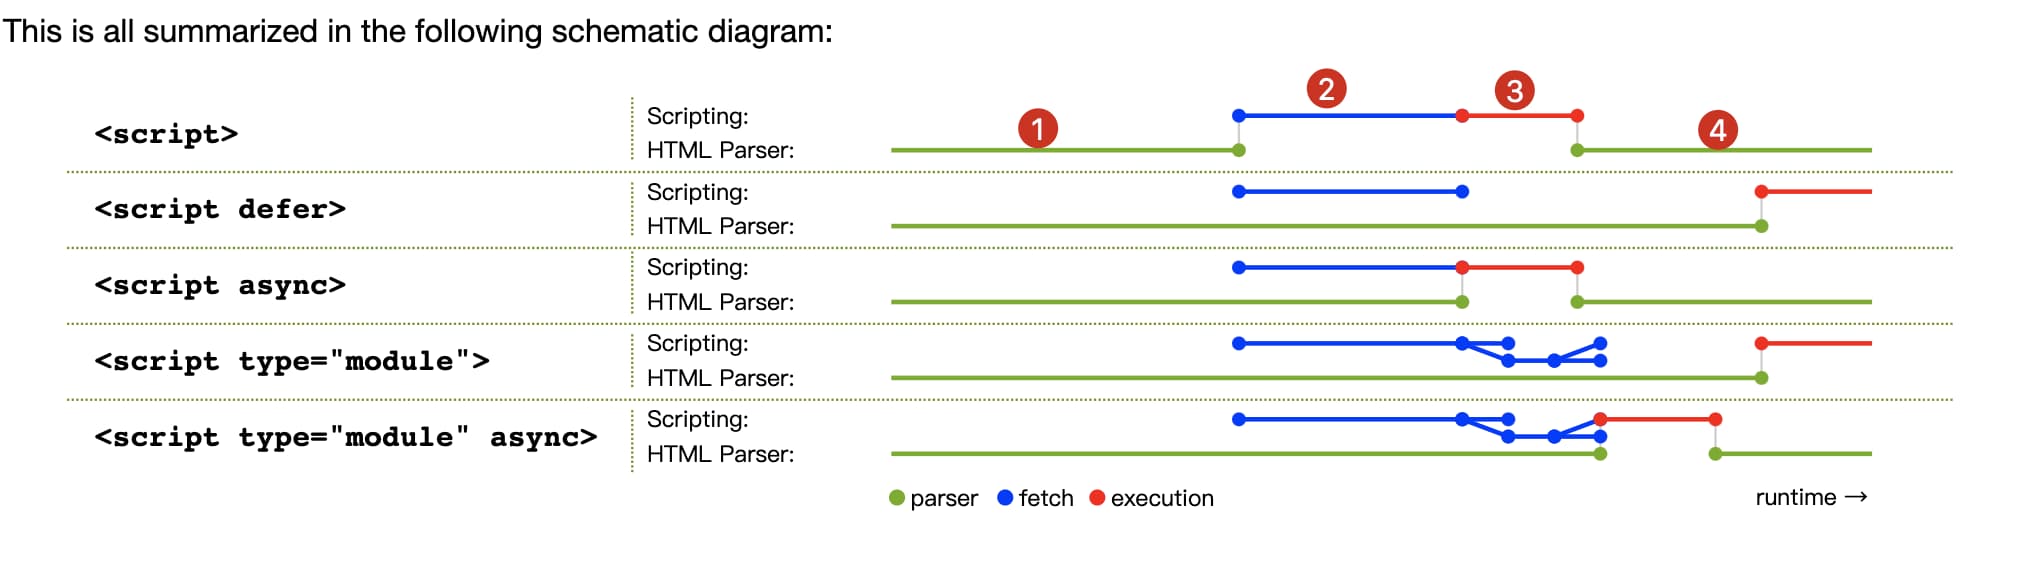 This is all summarized in the following schematic diagram:
2 3
1 4
<script>
Scripting:
HTML Parser:
<script defer>
Scripting:
HTML Parser:
<script async>
Scripting:
HTML Parser:
<script type="module">
Scripting:
HTML Parser:
<script type="module" async>
Scripting:
HTML Parser:
parser fetch execution runtime →